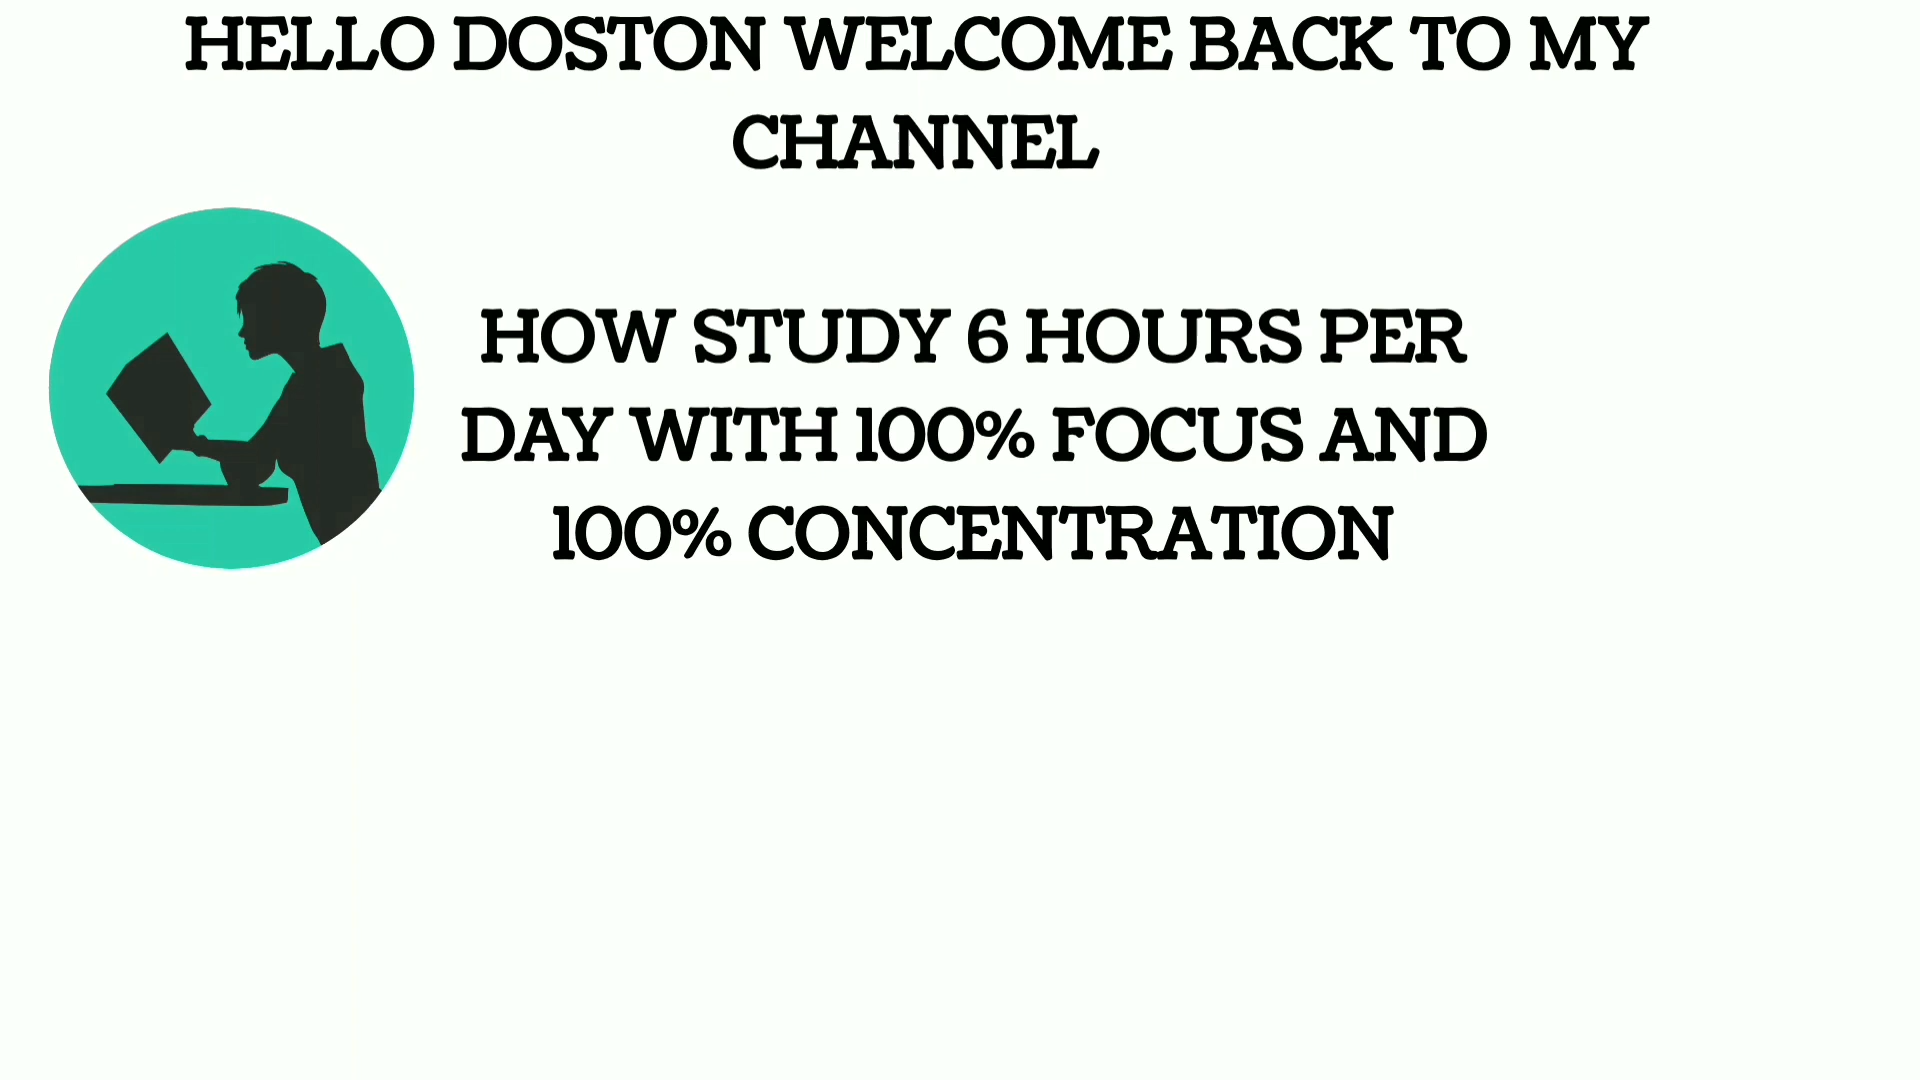 HELLO DOSTON WELCOME BACK TO MY
CHANNEL
HOW STUDY 6 HOURS PER
DAY WITH 100% FOCUS AND
100% CONCENTRATION